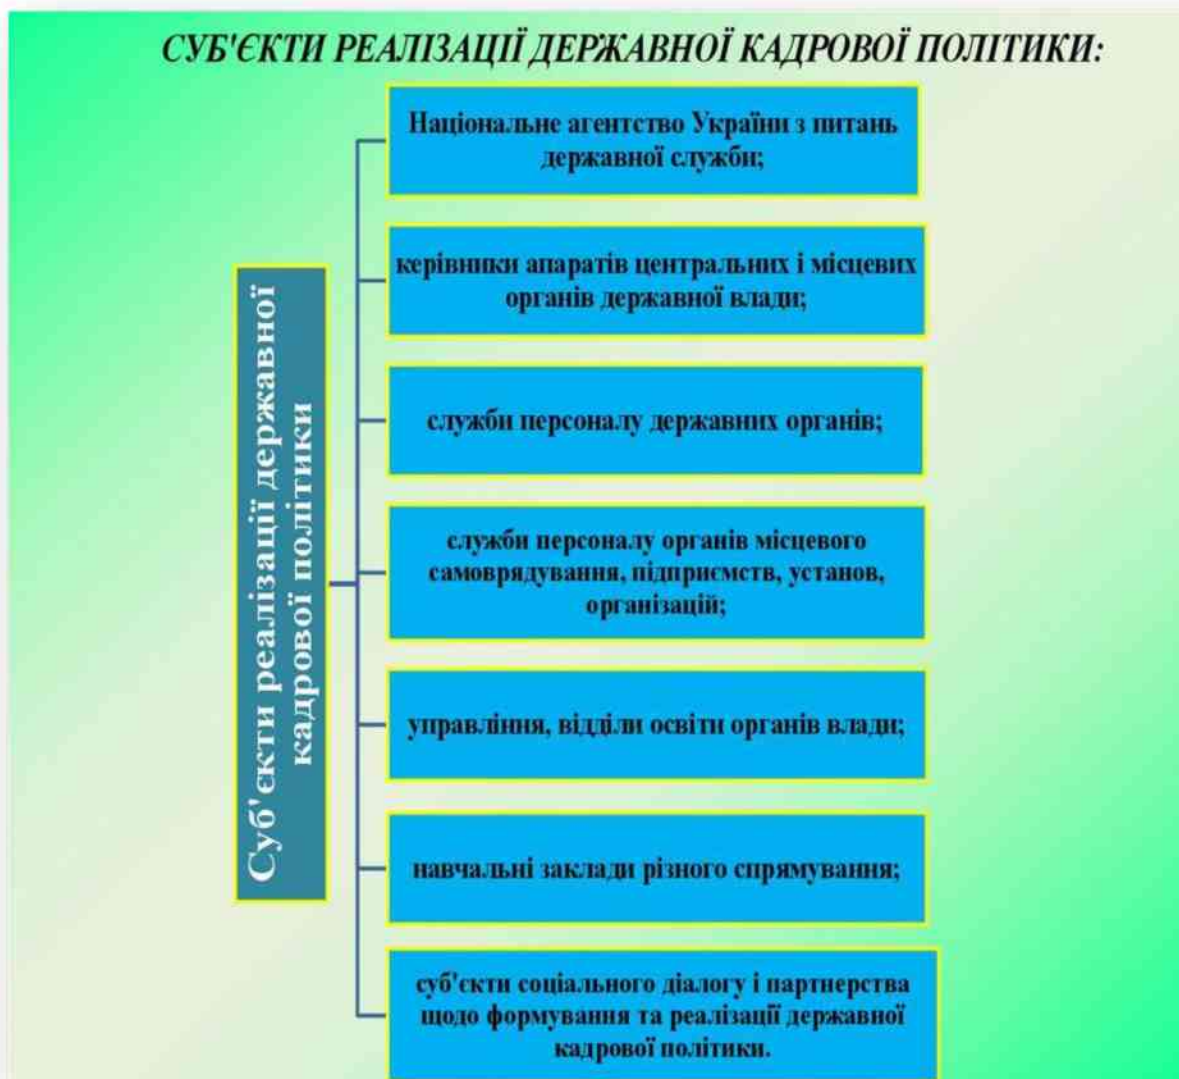 СУБ'ЄКТИ РЕАЛІЗАЦІЇ ДЕРЖАВНОЇ КАДРОВОЇ ПОЛІТИКИ:
Суб'єкти реалізації державної
кадрової політики
Національне агентство України з питань
державної служби;
керівники апаратів центральних і місцевих
органів державної влади;
служби персоналу державних органів;
служби персоналу органів місцевого
самоврядування, підприємств, установ,
організацій;
управління, відділи освіти органів влади;
навчальні заклади різного спрямування;
суб'єкти соціального діалогу і партнерства
щодо формування та реалізації державної
кадрової політики.